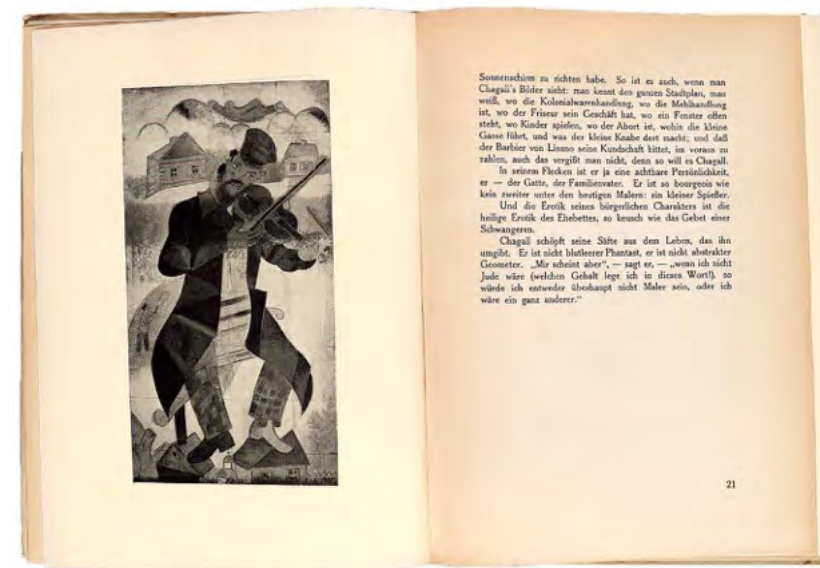 Sonnenschirm zu richten habe. So ist es auch, wenn man
Chagall's Bilder sieht: man kennt den ganzen Stadtplan, man
weiß, wo die Kolonialwarenhandlung, wo die Mehlhandlung
ist, wo der Friseur sein Geschäft hat, wo ein Fenster offen
steht, wo Kinder spielen, wo der Abort ist, wohin die kleine
Gasse führt, und was der kleine Knabe dort macht; und daß
der Barbier von Liosno seine Kundschaft bittet, im voraus zu
zahlen, auch das vergißt man nicht, denn so will es Chagall.
In seinem Flecken ist er ja eine achtbare Persönlichkeit,
er — der Gatte, der Familienvater. Er ist so bourgeois wie
kein zweiter unter den heutigen Malern: ein kleiner Spießer.
Und die Erotik seines bürgerlichen Charakters ist die
heilige Erotik des Ehebettes, so keusch wie das Gebet einer
Schwangeren.
Chagall schöpft seine Säfte aus dem Leben, das ihn
umgibt. Er ist nicht blutleerer Phantast, er ist nicht abstrakter
Geometer. „Mir scheint aber", — sagt er, — „wenn ich nicht
Jude wäre (welchen Gehalt lege ich in dieses Wort!), so
würde ich entweder überhaupt nicht Maler sein, oder ich
wäre ein ganz anderer."
21